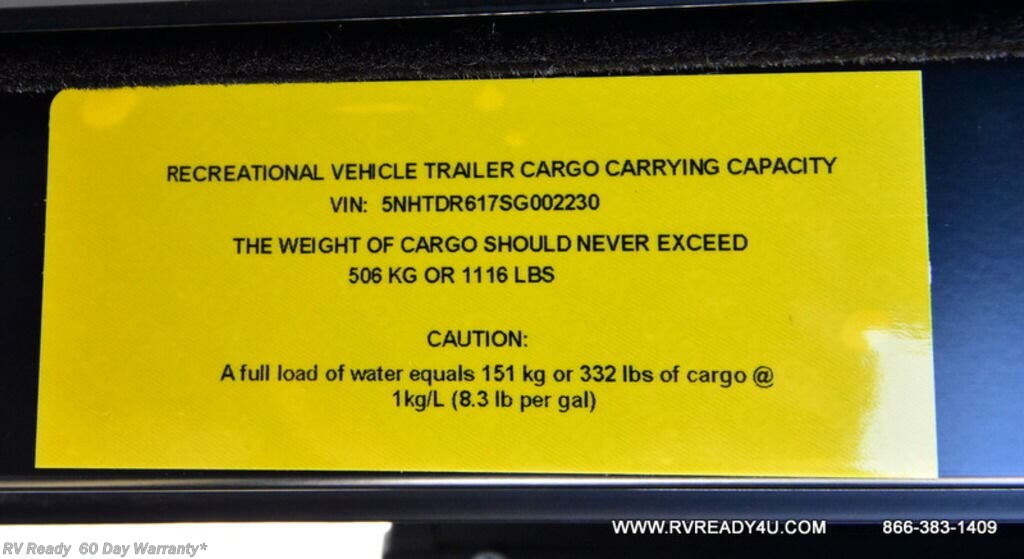 RECREATIONAL VEHICLE TRAILER CARGO CARRYING CAPACITY
VIN: 5NHTDR617SG002230
THE WEIGHT OF CARGO SHOULD NEVER EXCEED
506 KG OR 1116 LBS
CAUTION:
A full load of water equals 151 kg or 332 lbs of cargo @
1kg/L (8.3 lb per gal)
WWW.RVREADY4U.COM 866-383-1409
RV Ready 60 Day Warranty*